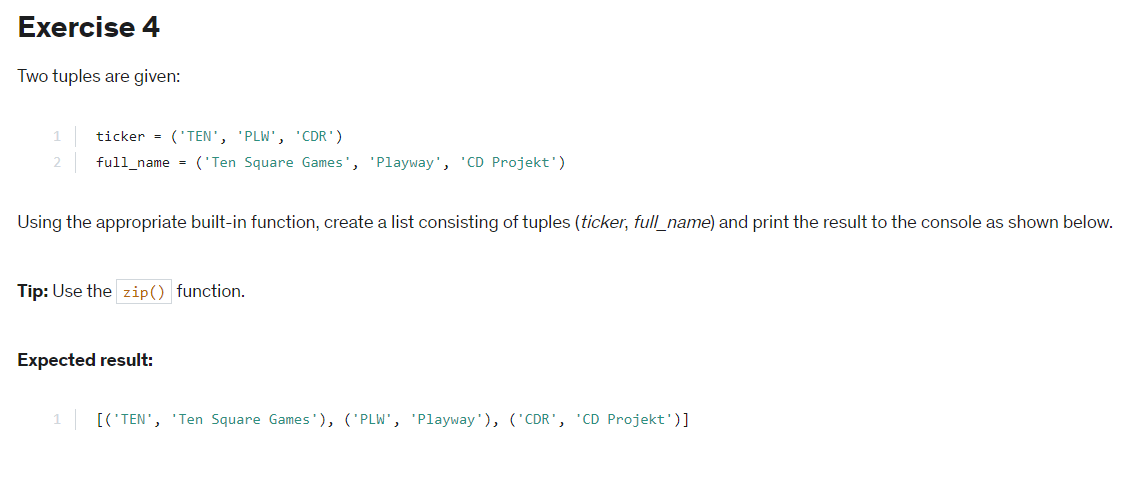 Exercise 4
Two tuples are given:
1 ticker = ('TEN', 'PLW', 'CDR')
2 full_name = ('Ten Square Games', 'Playway', 'CD Projekt')
Using the appropriate built-in function, create a list consisting of tuples (ticker, full_name) and print the result to the console as shown below.
Tip: Use the zip() function.
Expected result:
1 [('TEN', 'Ten Square Games'), ('PLW', 'Playway'), ('CDR', 'CD Projekt')]